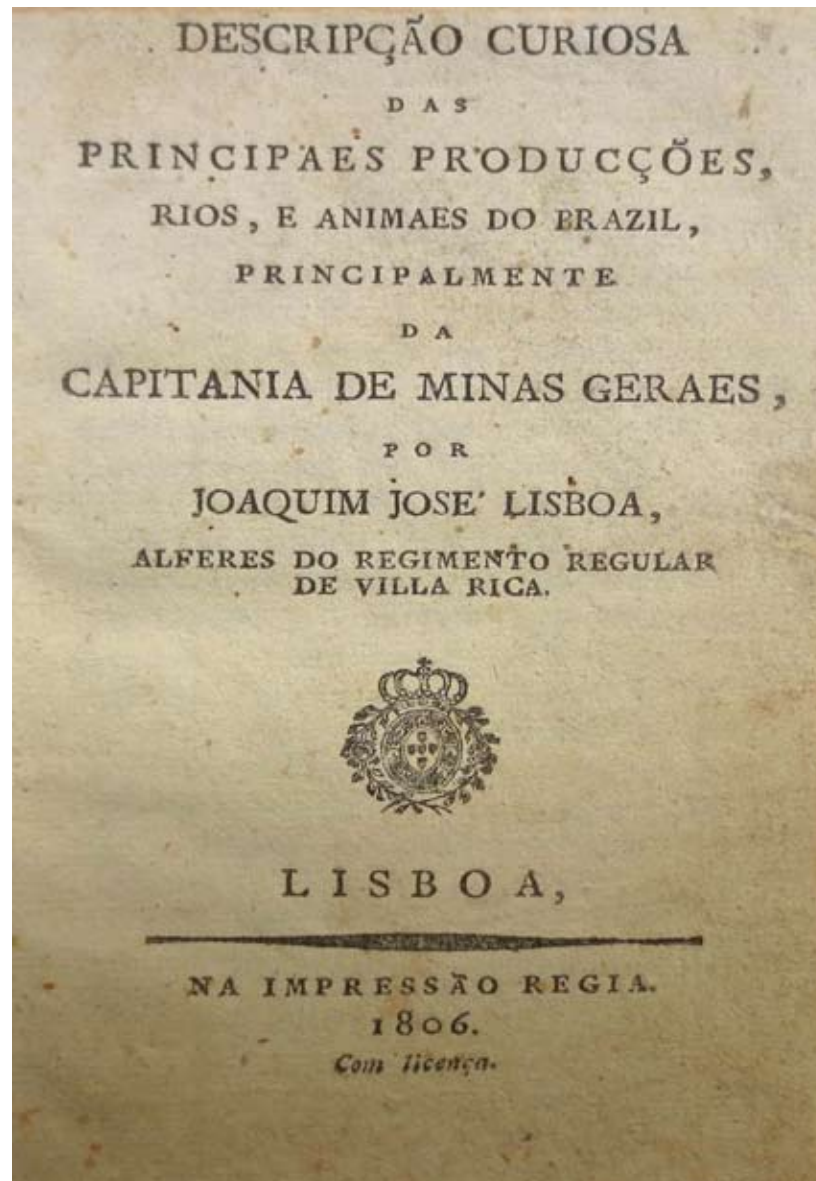 DESCRIPÇÃO CURIOSA
DAS
PRINCIPAES PRODUCÇÕES,
RIOS, E ANIMAES DO BRAZIL,
PRINCIPALMENTE
DA
CAPITANIA DE MINAS GERAES,
POR
JOAQUIM JOSE' LISBOA,
ALFERES DO REGIMENTO REGULAR
DE VILLA RICA.
LISBOA,
NA IMPRESSÃO REGIA.
1806.
Com licença.